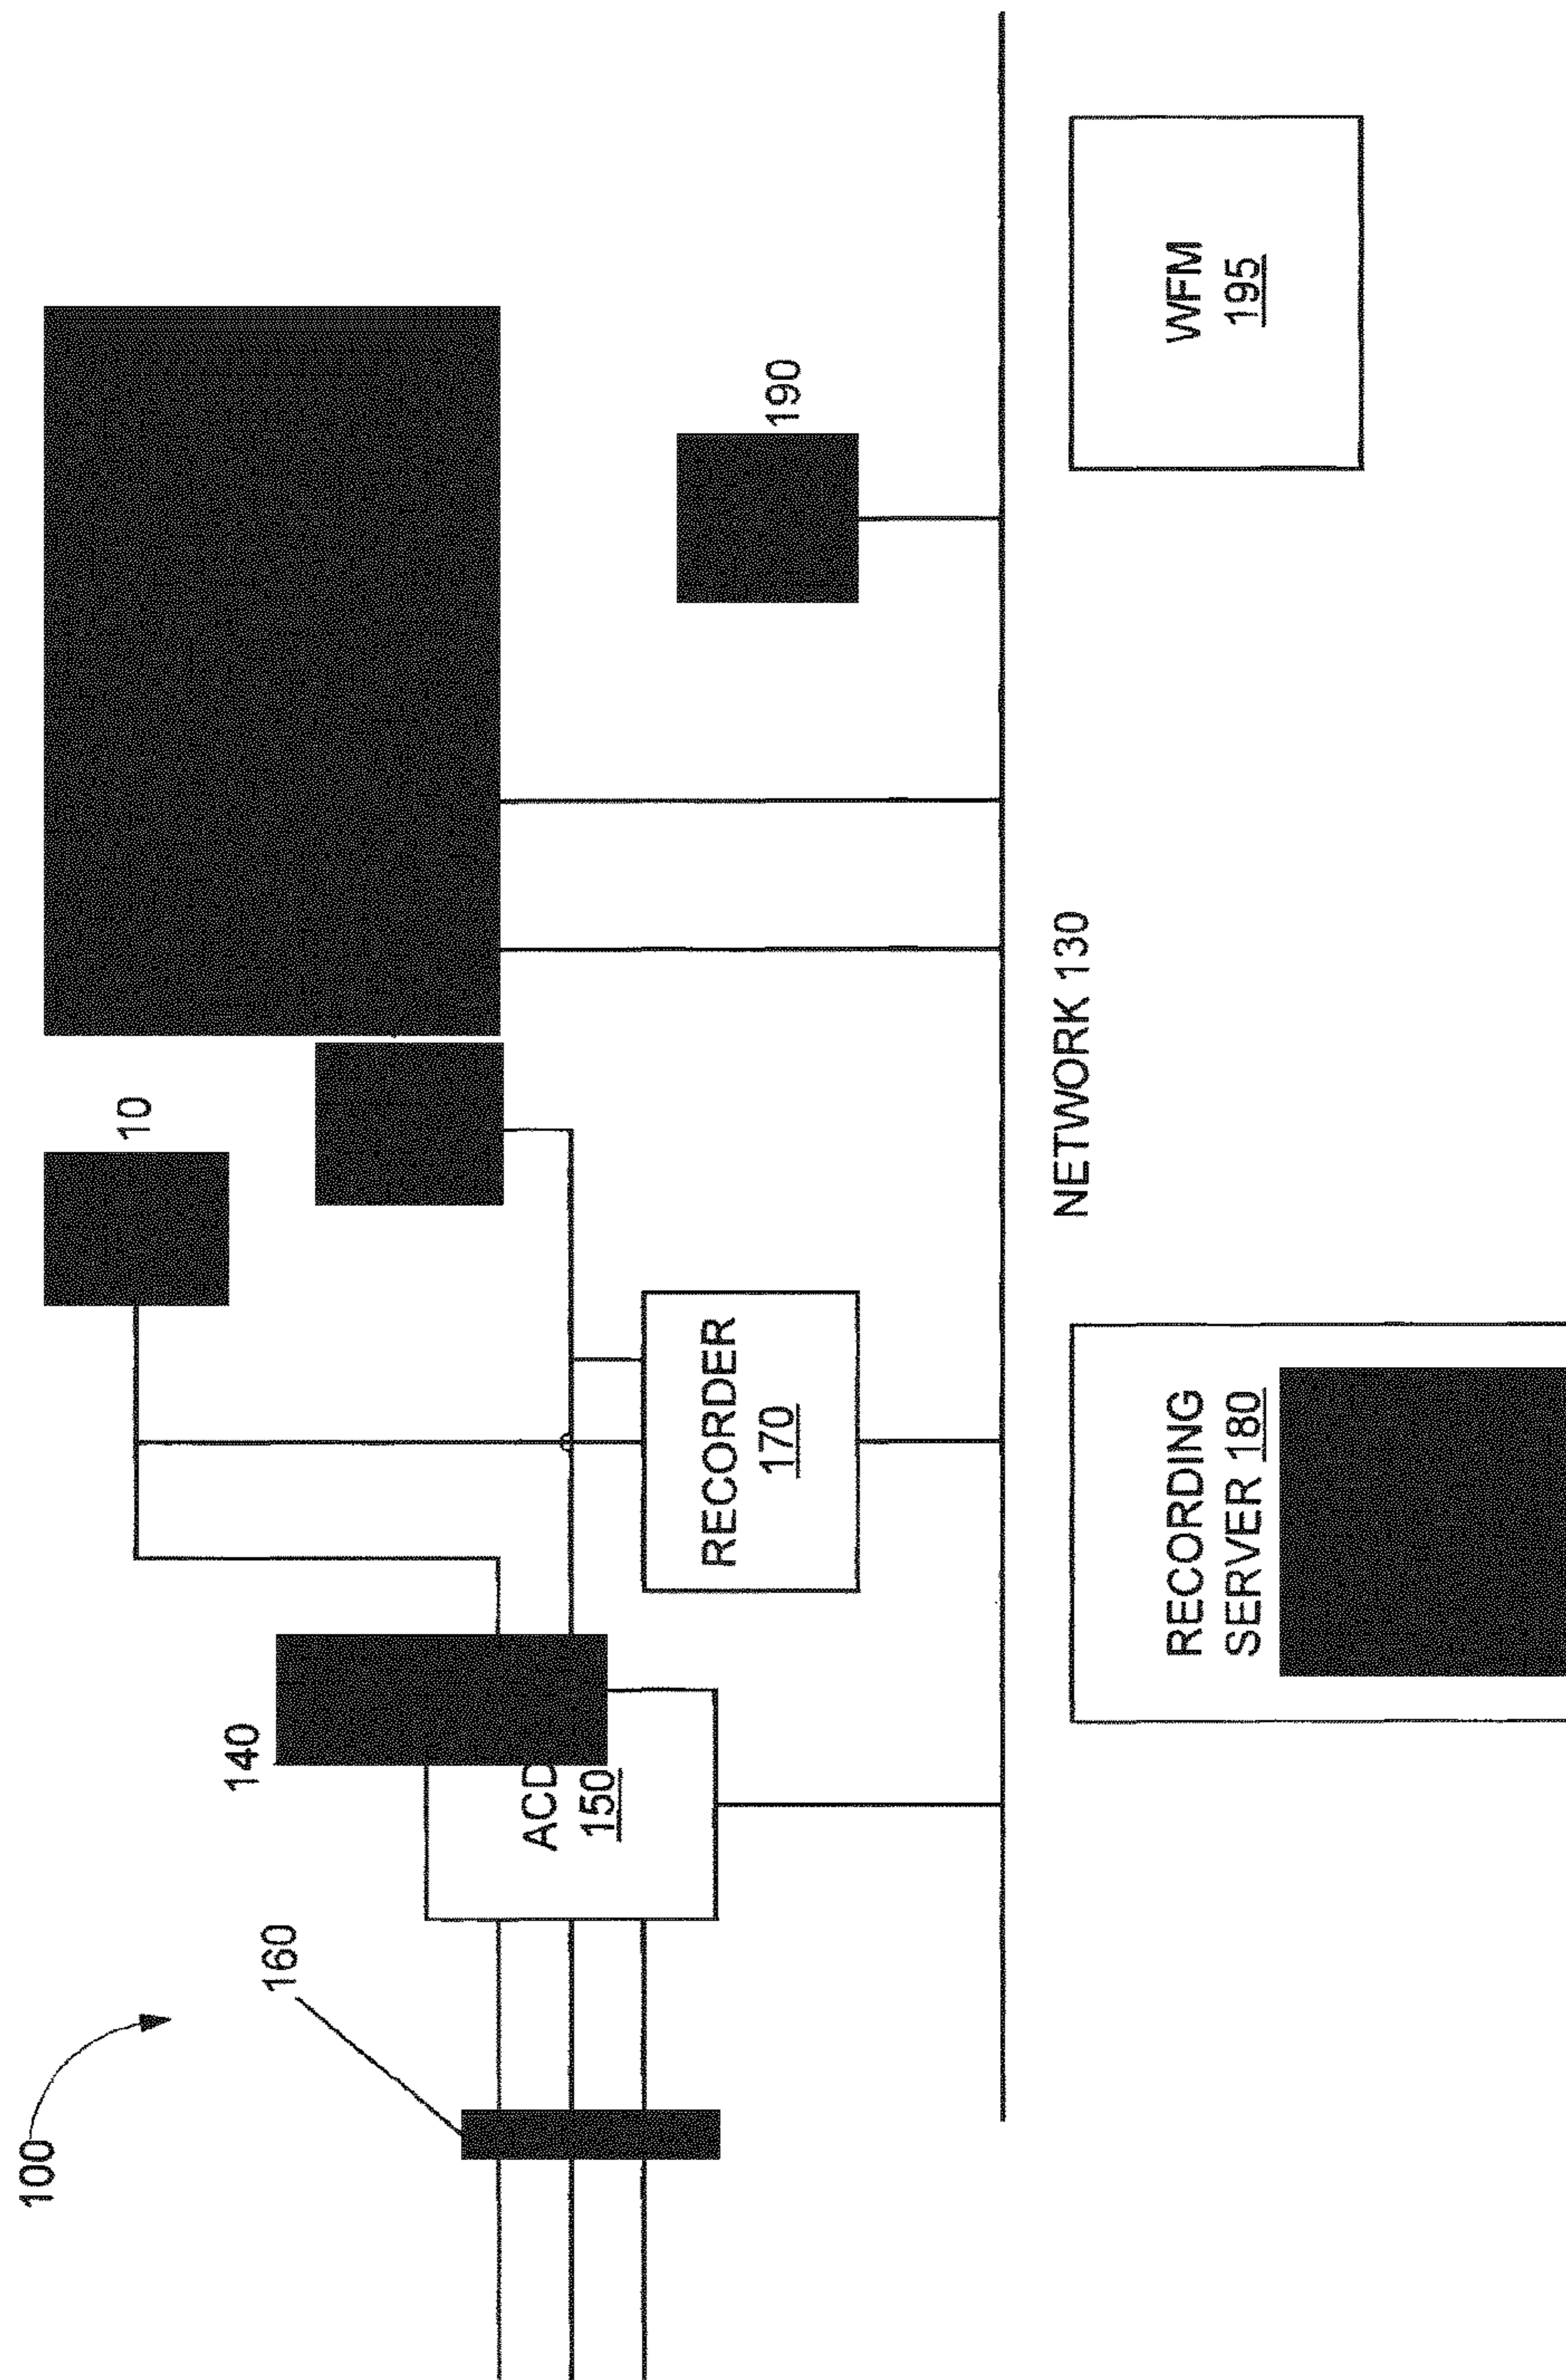 100
10
140
160
ACD
150
RECORDER
170
190
NETWORK 130
RECORDING
SERVER 180
WFM
195